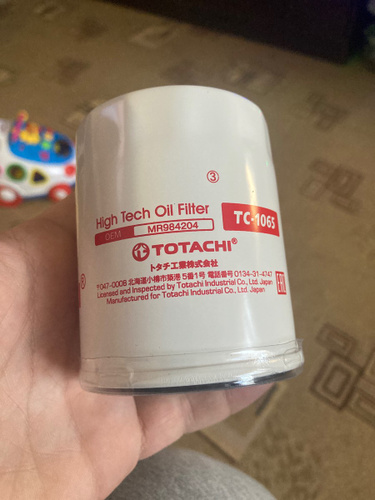 ③
High Tech Oil Filter
TC-1065
OEM MR984204
TOTACHI®
トタチ工業株式会社
〒047-0008 北海道小樽市築港 5番1号 電話番号 0134-31-4747
Licensed and Inspected by Totachi Industrial Co., Ltd. Japan
Manufactured for Totachi Industrial Co., Ltd. Japan
EAC